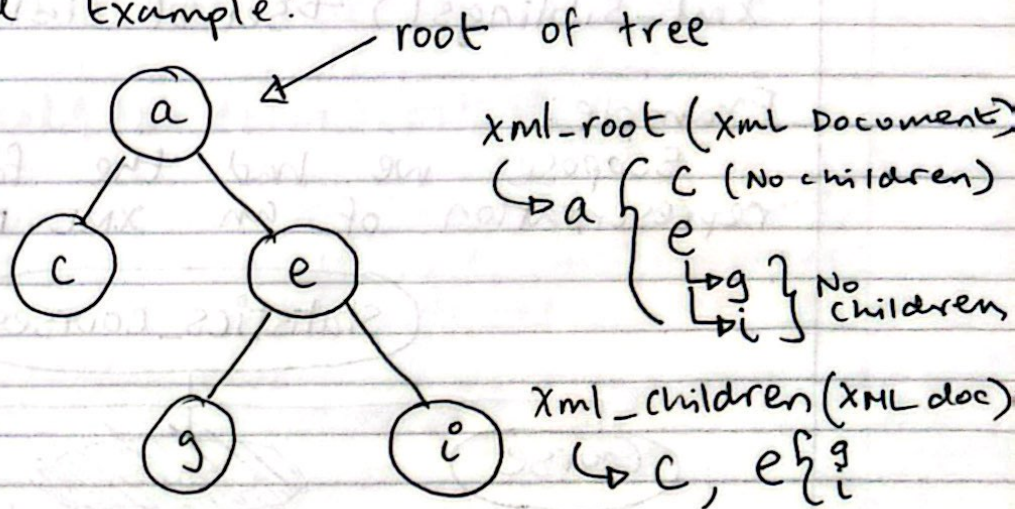 Example:
root of tree
a
c
e
g
i
xml_root (xml Document)
↳ a { C (No children)
e
↳ g } No
↳ i } children
xml_children (XML doc)
↳ c, e { g
i